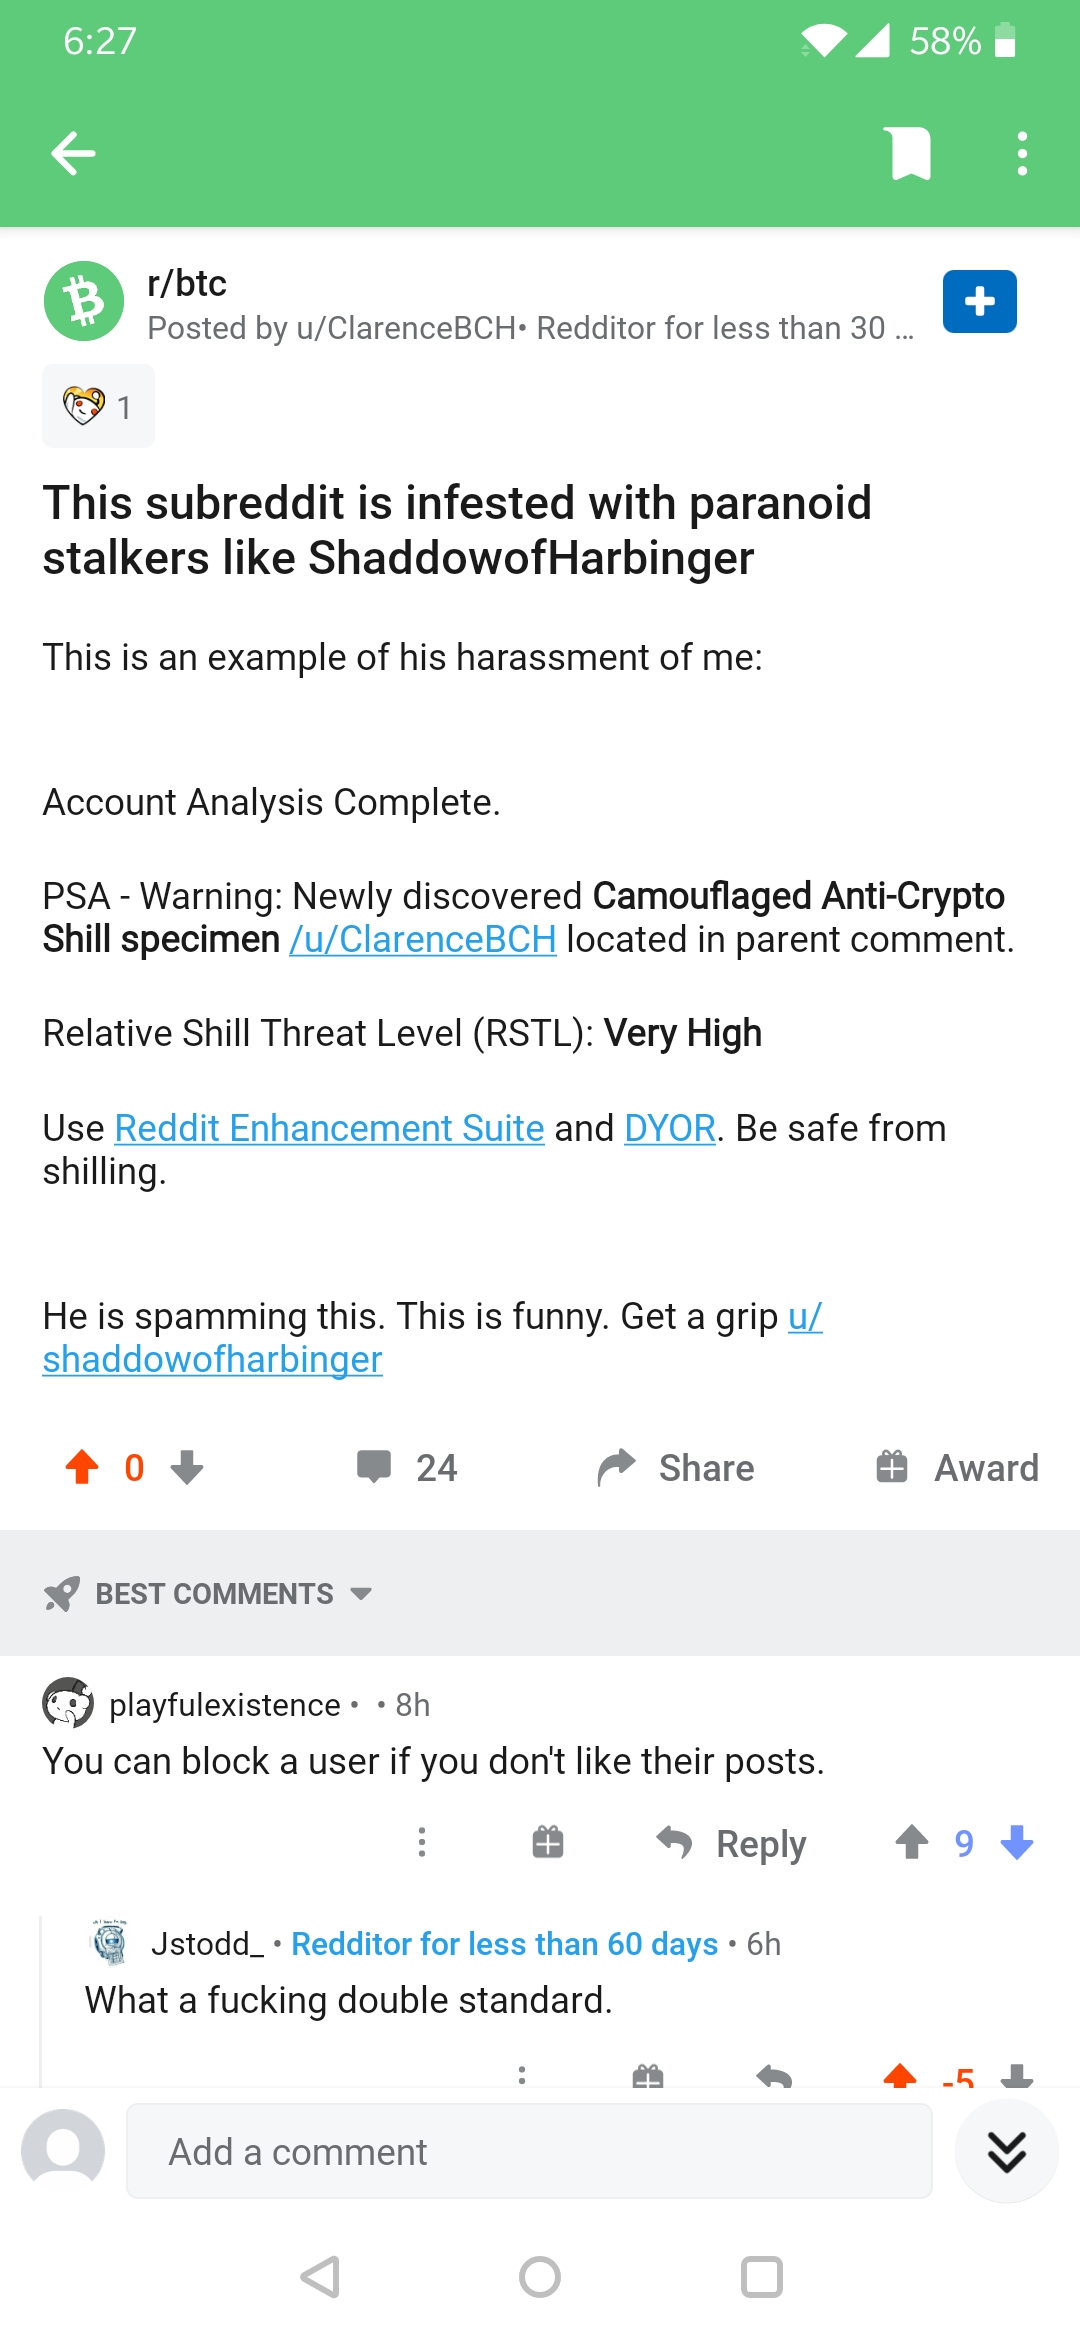 6:27
58%
r/btc
Posted by u/ClarenceBCH• Redditor for less than 30 ...
1
This subreddit is infested with paranoid
stalkers like ShaddowofHarbinger
This is an example of his harassment of me:
Account Analysis Complete.
PSA - Warning: Newly discovered Camouflaged Anti-Crypto
Shill specimen /u/ClarenceBCH located in parent comment.
Relative Shill Threat Level (RSTL): Very High
Use Reddit Enhancement Suite and DYOR. Be safe from
shilling.
He is spamming this. This is funny. Get a grip u/
shaddowofharbinger
0 24 Share Award
BEST COMMENTS
playfulexistence • • 8h
You can block a user if you don't like their posts.
Reply 9
Jstodd_ • Redditor for less than 60 days • 6h
What a fucking double standard.
-5
Add a comment